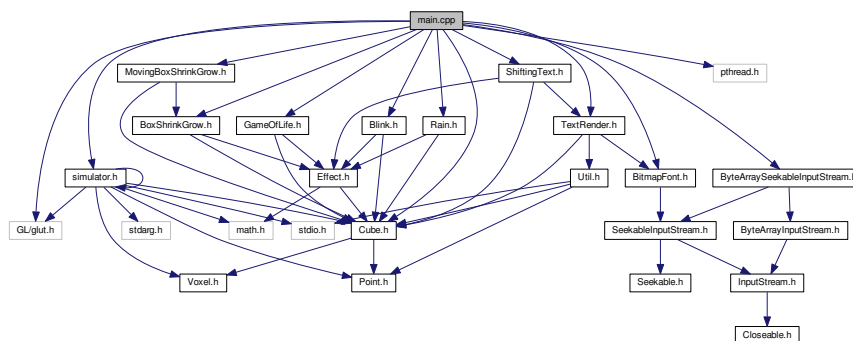 main.cpp
MovingBoxShrinkGrow.h
ShiftingText.h
pthread.h
BoxShrinkGrow.h
GameOfLife.h
Blink.h
Rain.h
TextRender.h
simulator.h
Effect.h
Util.h
BitmapFont.h
ByteArraySeekableInputStream.h
GL/glut.h
stdarg.h
math.h
stdio.h
Cube.h
SeekableInputStream.h
ByteArrayInputStream.h
Voxel.h
Point.h
Seekable.h
InputStream.h
Closeable.h